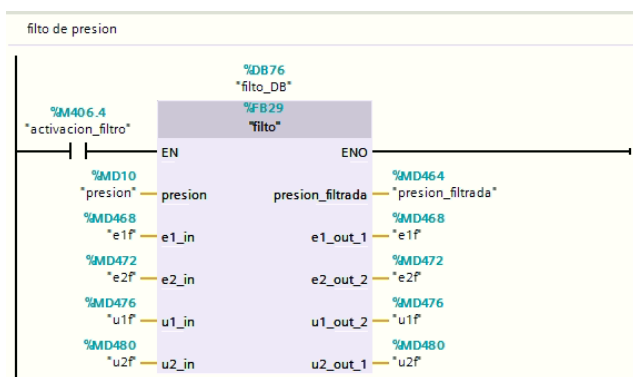 filto de presion
%DB76
"filto_DB"
%M406.4
%FB29
"activacion_filtro"
"filto"
EN ENO
%MD10 %MD464
"presion" presion presion_filtrada "presion_filtrada"
%MD468 %MD468
"e1f" e1_in e1_out_1 "e1f"
%MD472 %MD472
"e2f" e2_in e2_out_2 "e2f"
%MD476 %MD476
"u1f" u1_in u1_out_2 "u1f"
%MD480 %MD480
"u2f" u2_in u2_out_1 "u2f"